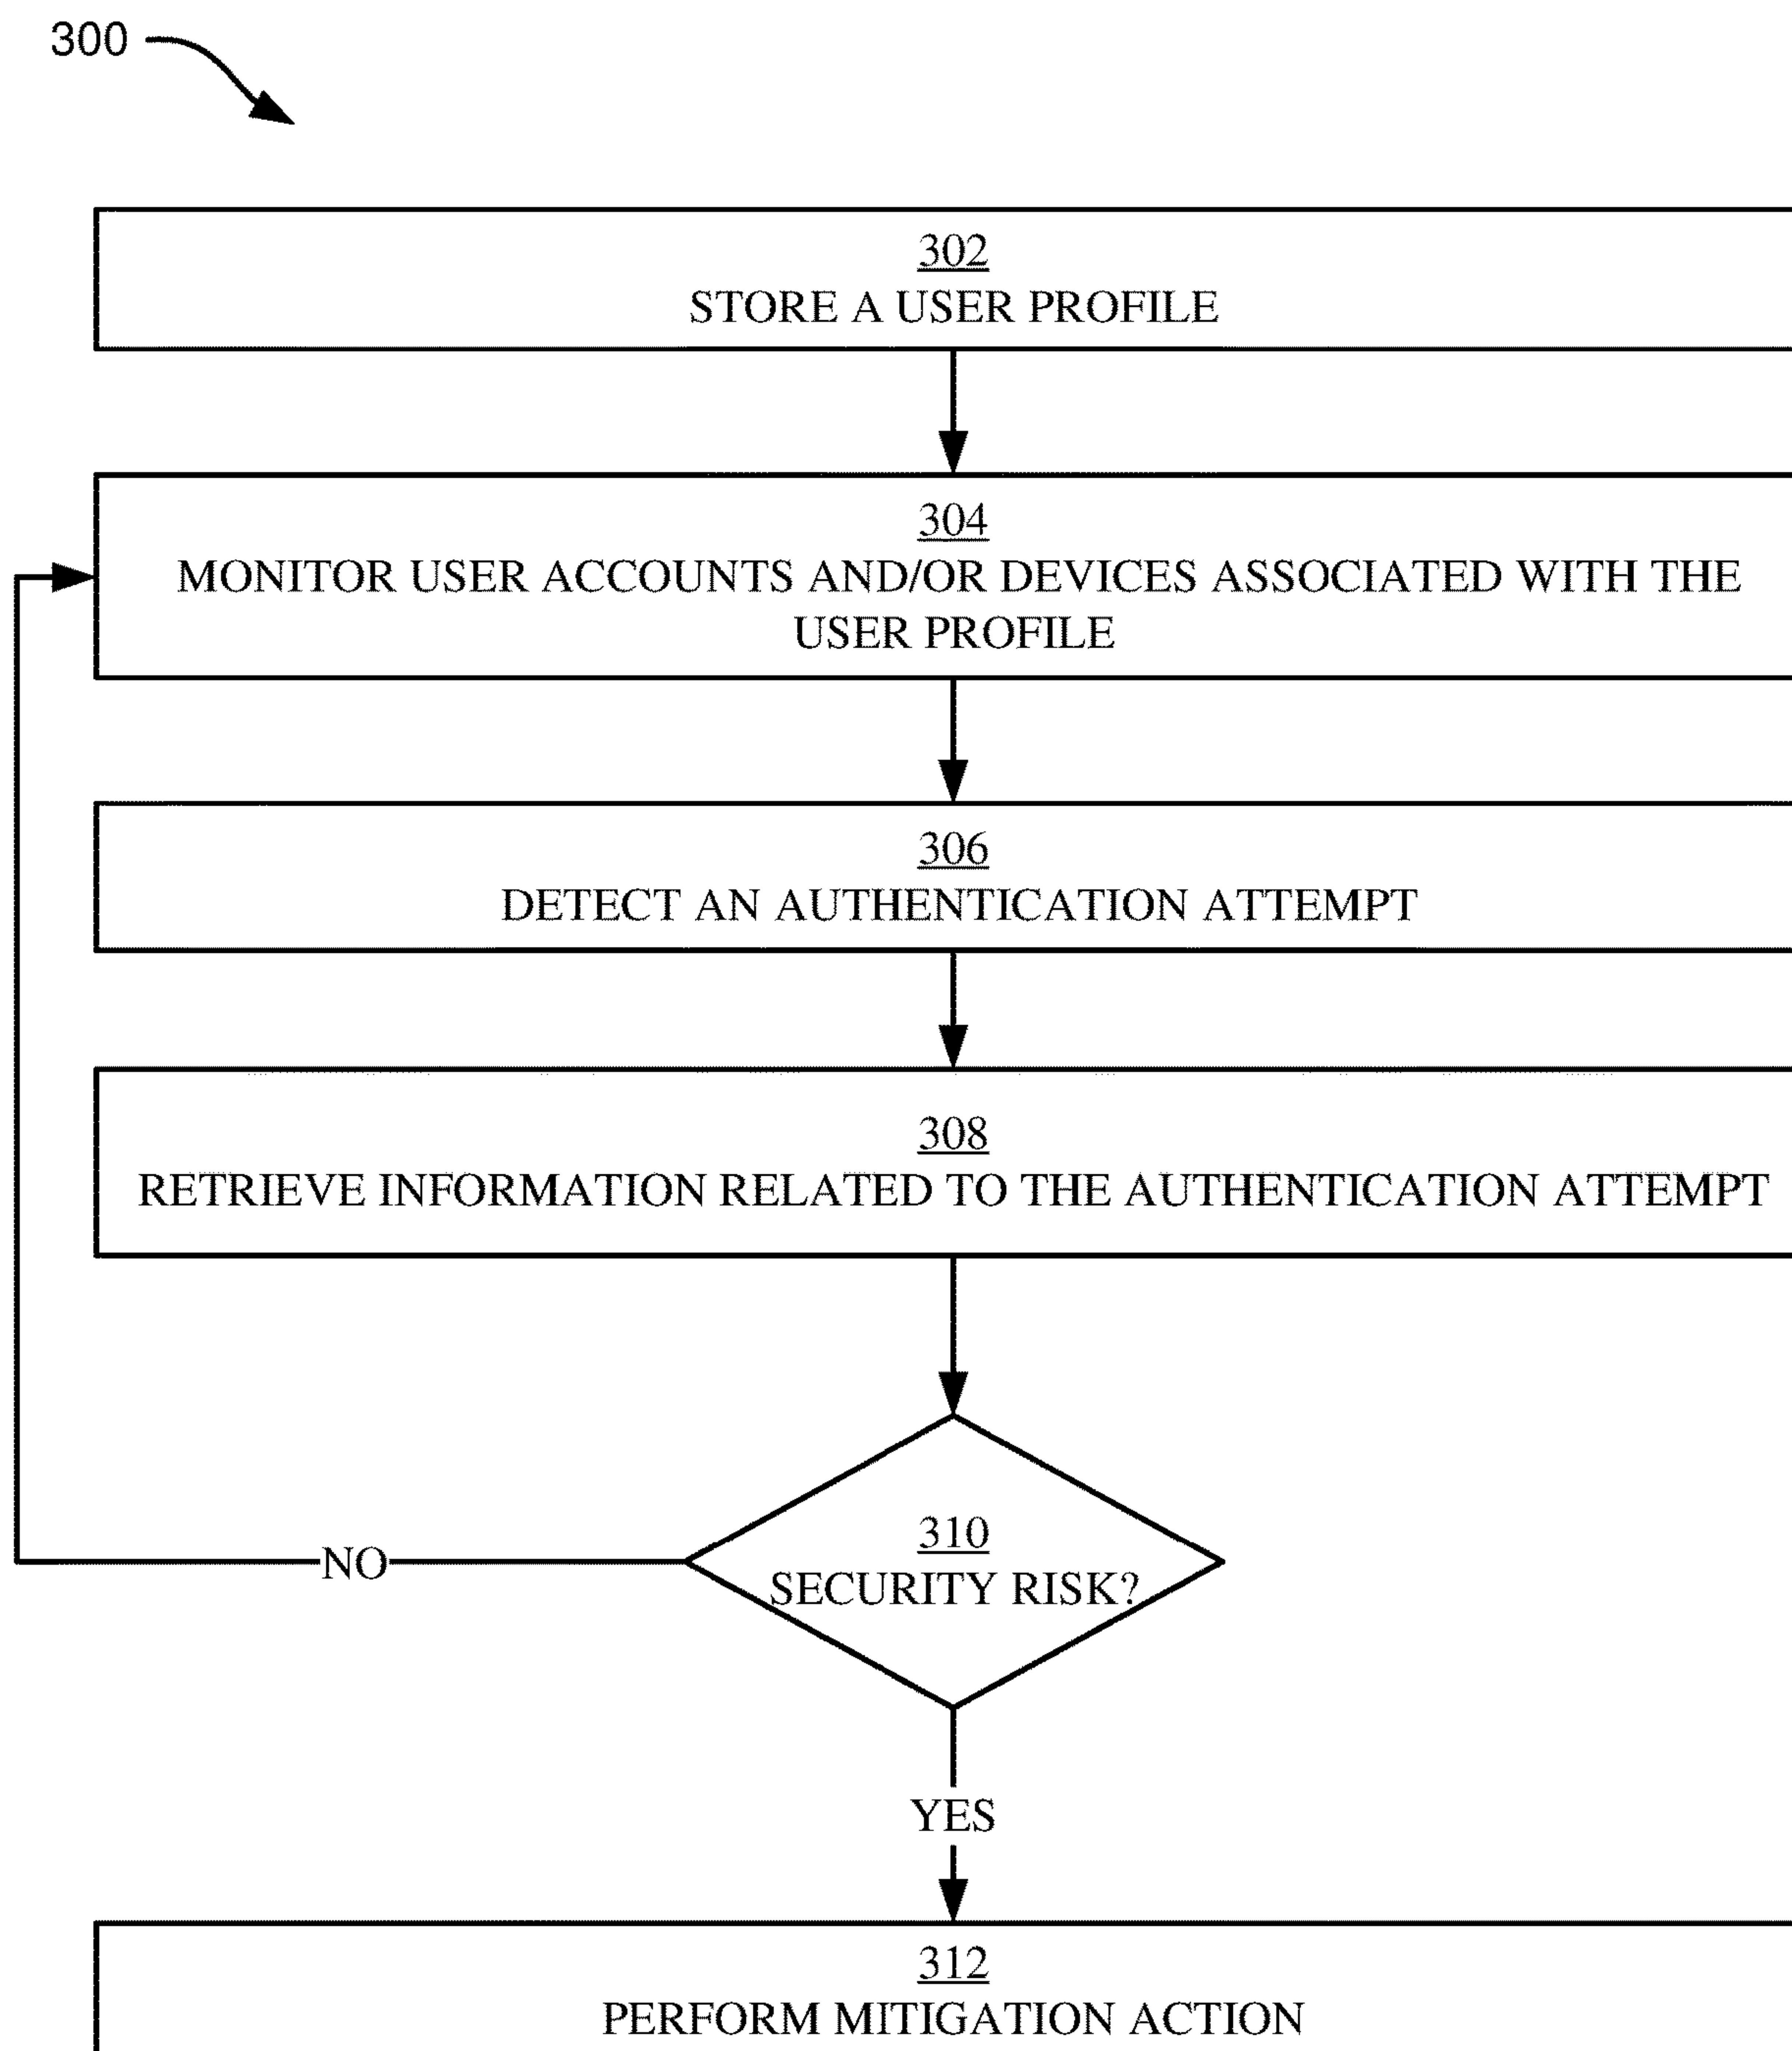 300
302
STORE A USER PROFILE
304
MONITOR USER ACCOUNTS AND/OR DEVICES ASSOCIATED WITH THE
USER PROFILE
306
DETECT AN AUTHENTICATION ATTEMPT
308
RETRIEVE INFORMATION RELATED TO THE AUTHENTICATION ATTEMPT
310
SECURITY RISK?
NO
YES
312
PERFORM MITIGATION ACTION